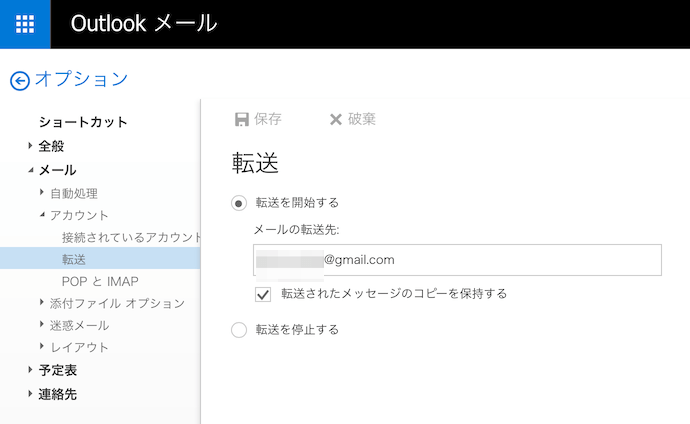 Outlook メール
オプション
ショートカット
全般
メール
自動処理
アカウント
接続されているアカウント
転送
POP と IMAP
添付ファイル オプション
迷惑メール
レイアウト
予定表
連絡先
保存 破棄
転送
転送を開始する
メールの転送先:
@gmail.com
転送されたメッセージのコピーを保持する
転送を停止する